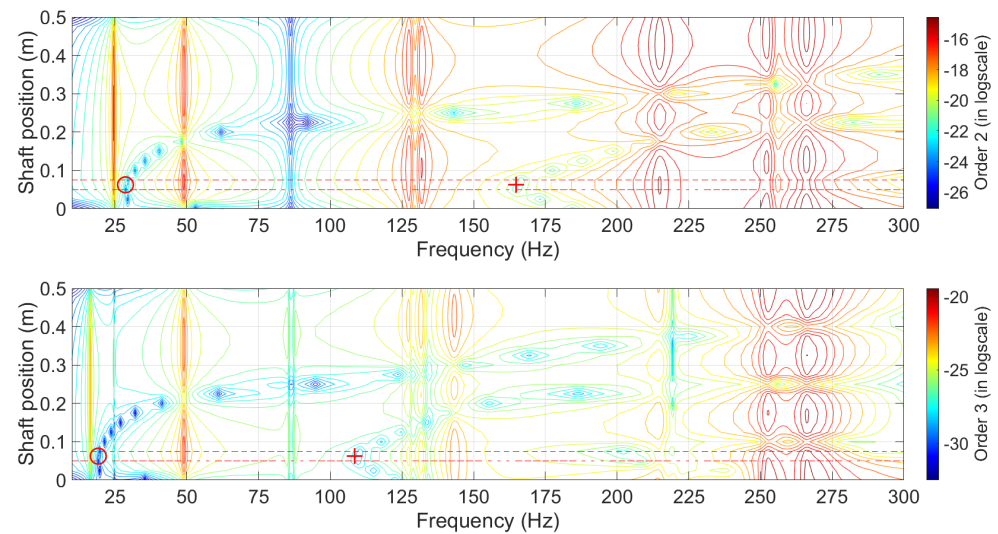 0.5
0.4
0.3
0.2
0.1
0
Shaft position (m)
25 50 75 100 125 150 175 200 225 250 275 300
Frequency (Hz)
-16
-18
-20
-22
-24
-26
Order 2 (in logscale)
0.5
0.4
0.3
0.2
0.1
0
Shaft position (m)
25 50 75 100 125 150 175 200 225 250 275 300
Frequency (Hz)
-20
-25
-30
Order 3 (in logscale)